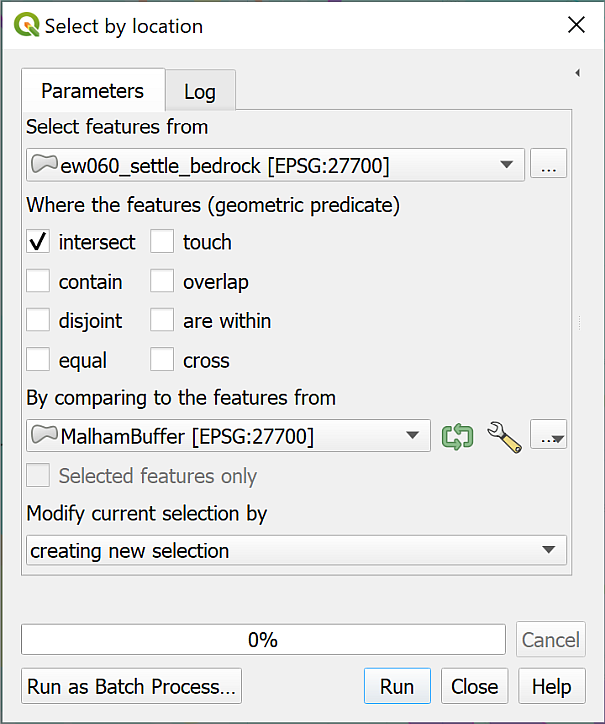 Select by location
Parameters Log
Select features from
ew060_settle_bedrock [EPSG:27700] ...
Where the features (geometric predicate)
intersect touch
contain overlap
disjoint are within
equal cross
By comparing to the features from
MalhamBuffer [EPSG:27700] ...
Selected features only
Modify current selection by
creating new selection
0% Cancel
Run as Batch Process... Run Close Help